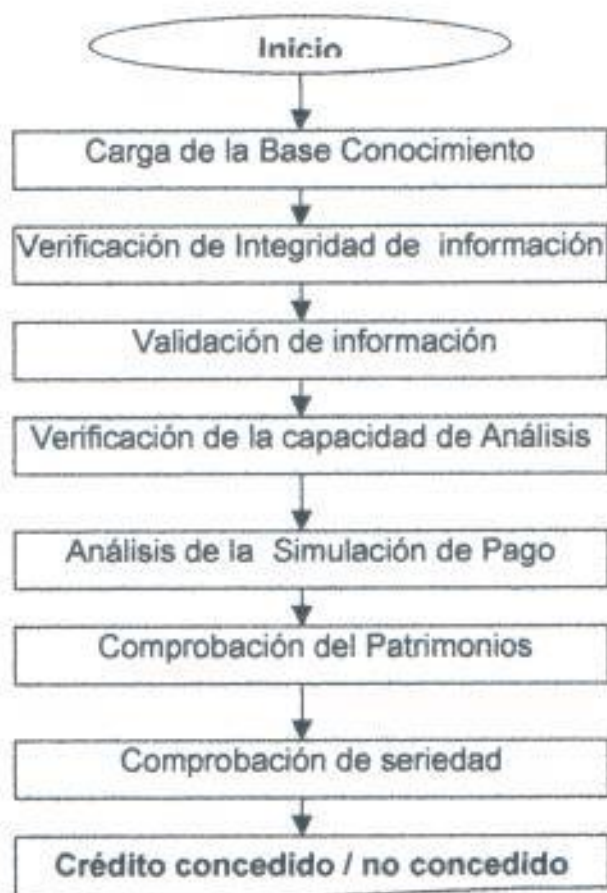 Inicio
Carga de la Base Conocimiento
Verificación de Integridad de información
Validación de información
Verificación de la capacidad de Análisis
Análisis de la Simulación de Pago
Comprobación del Patrimonios
Comprobación de seriedad
Crédito concedido / no concedido